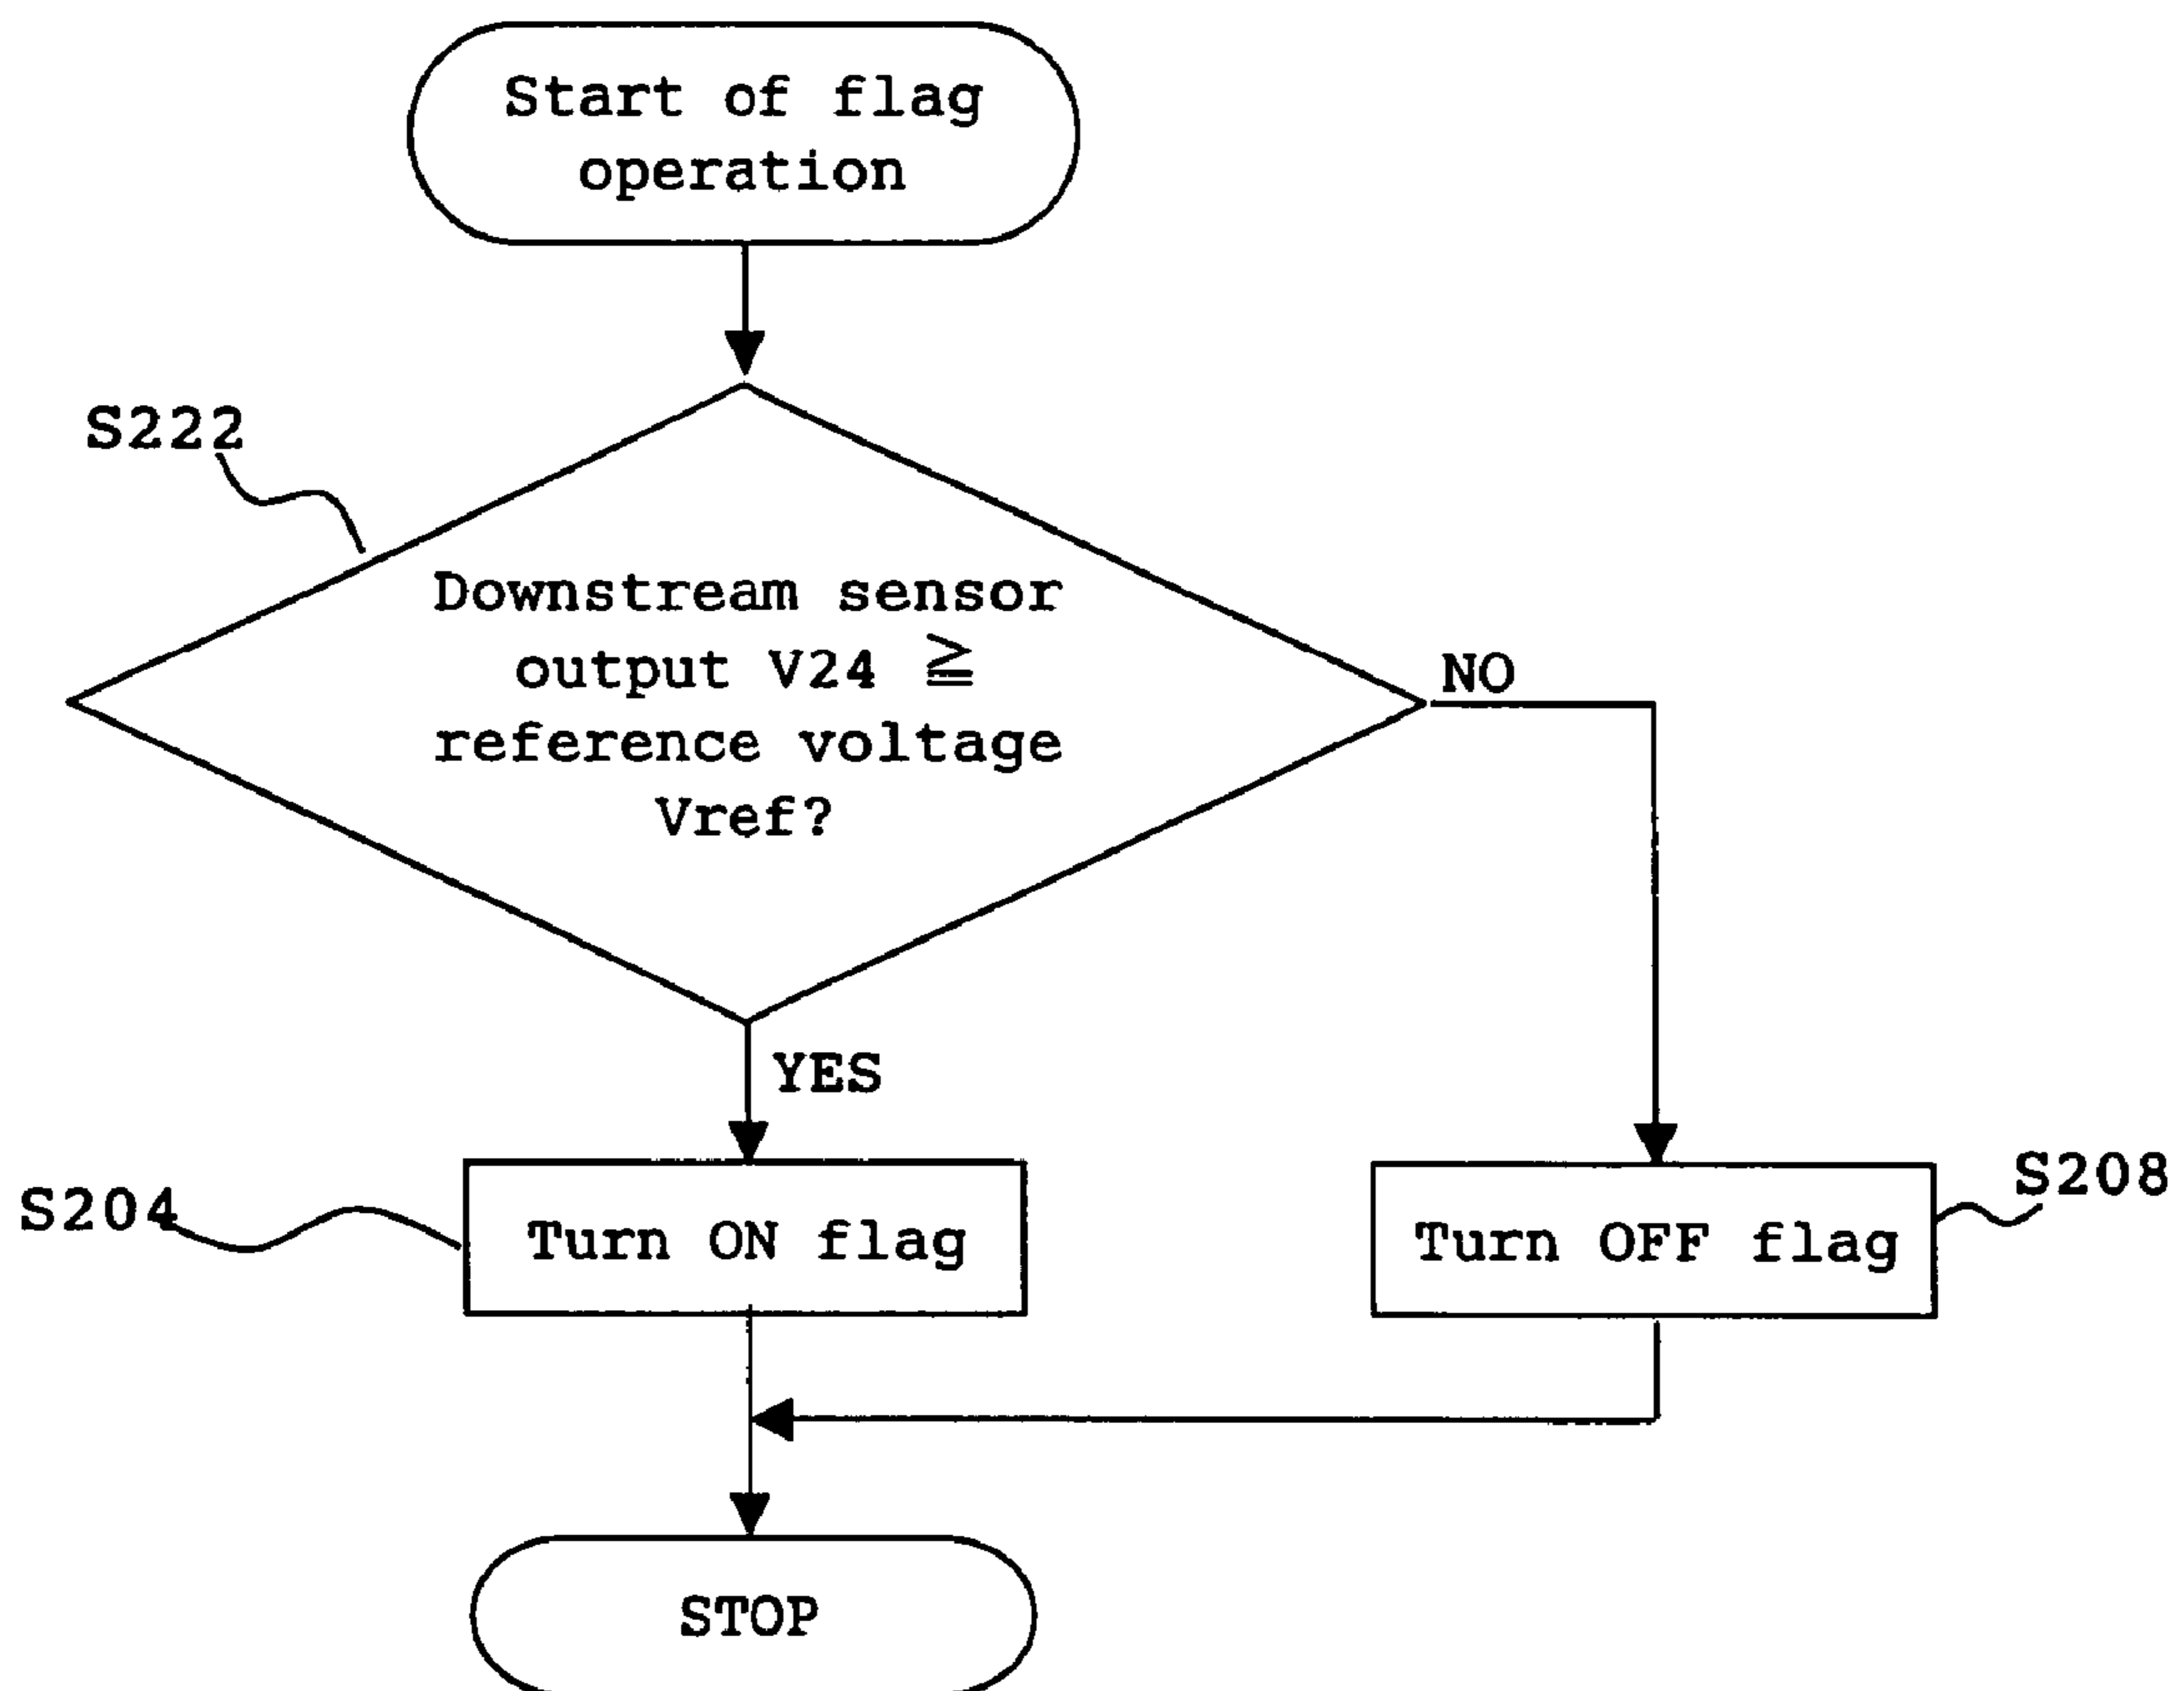 Start of flag
operation
S222
Downstream sensor
output V24 ≧
reference voltage
Vref?
NO
YES
S204
Turn ON flag
Turn OFF flag
S208
STOP